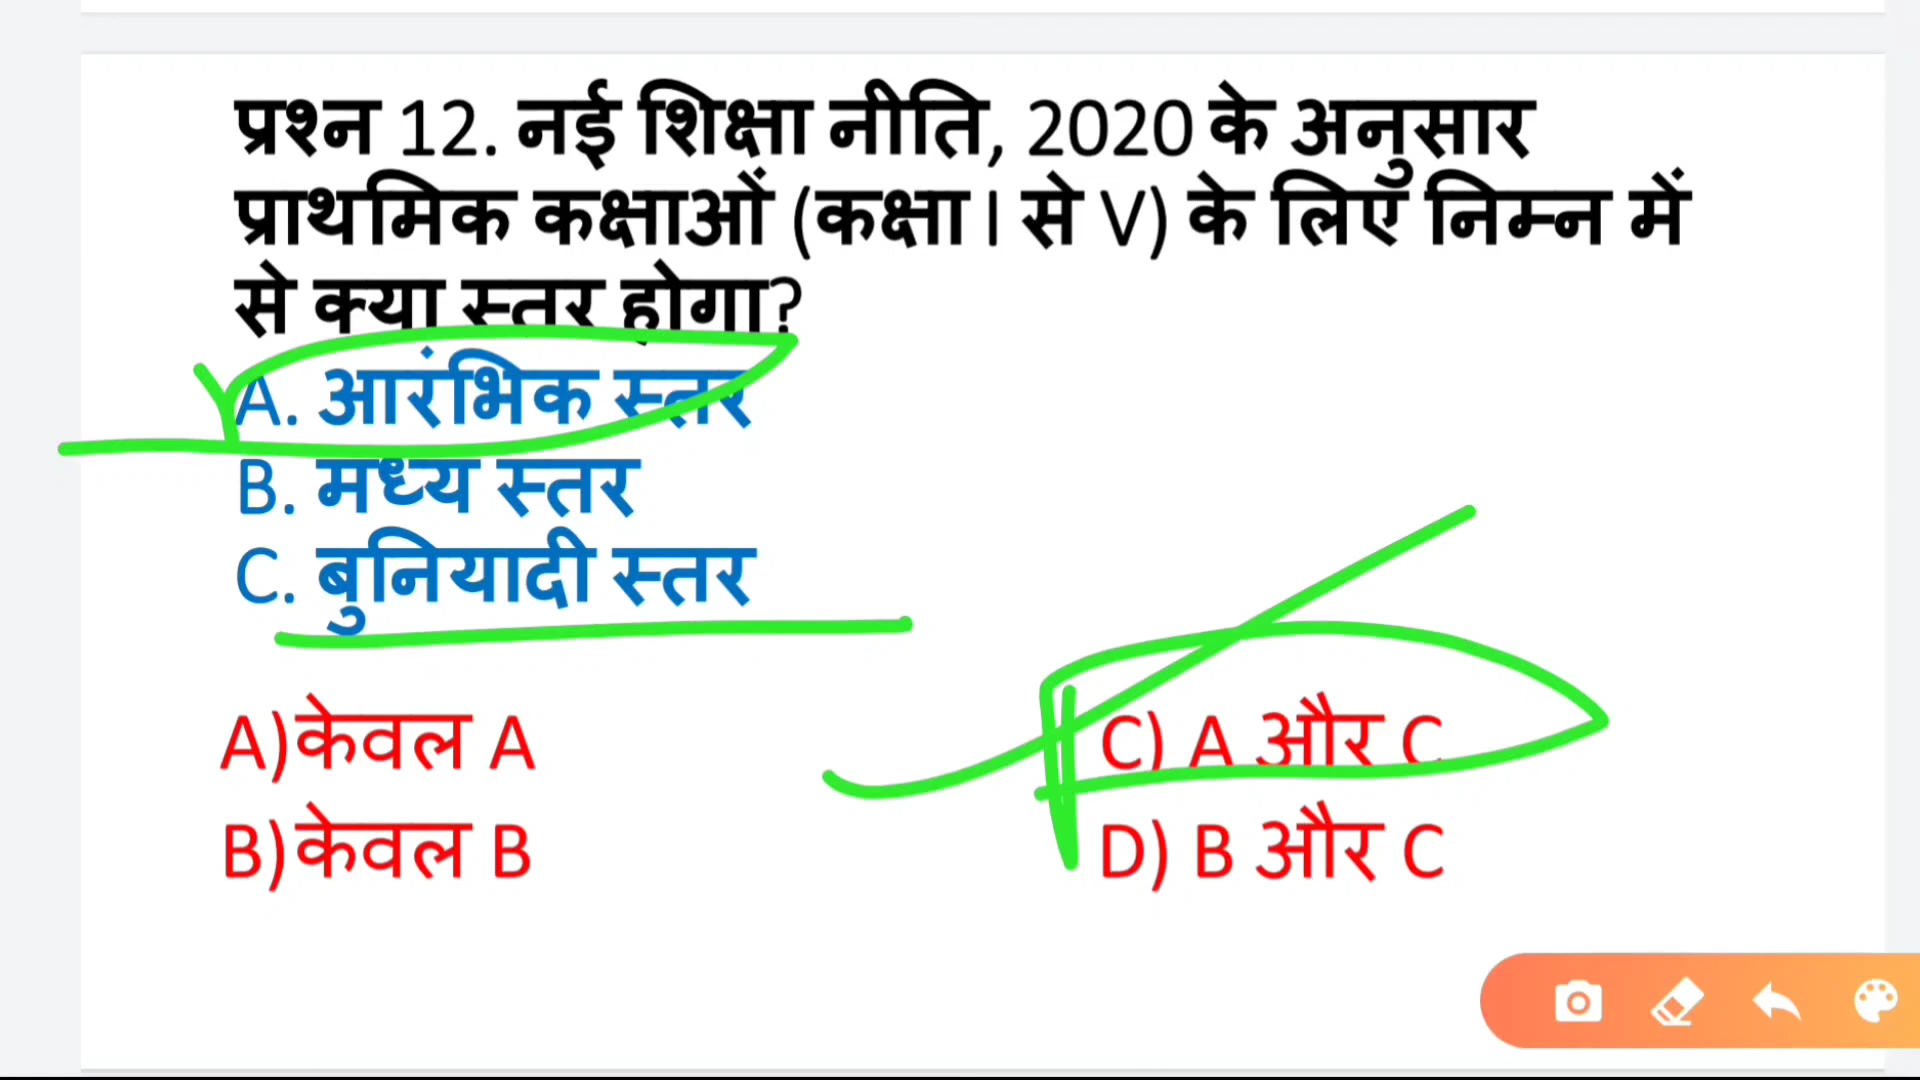 प्रश्न 12. नई शिक्षा नीति, 2020 के अनुसार
प्राथमिक कक्षाओं (कक्षा I से V) के लिए निम्न में
से क्या स्तर होगा?
A. आरंभिक स्तर
B. मध्य स्तर
C. बुनियादी स्तर
A)केवल A
C) A और C
B)केवल B
D) B और C